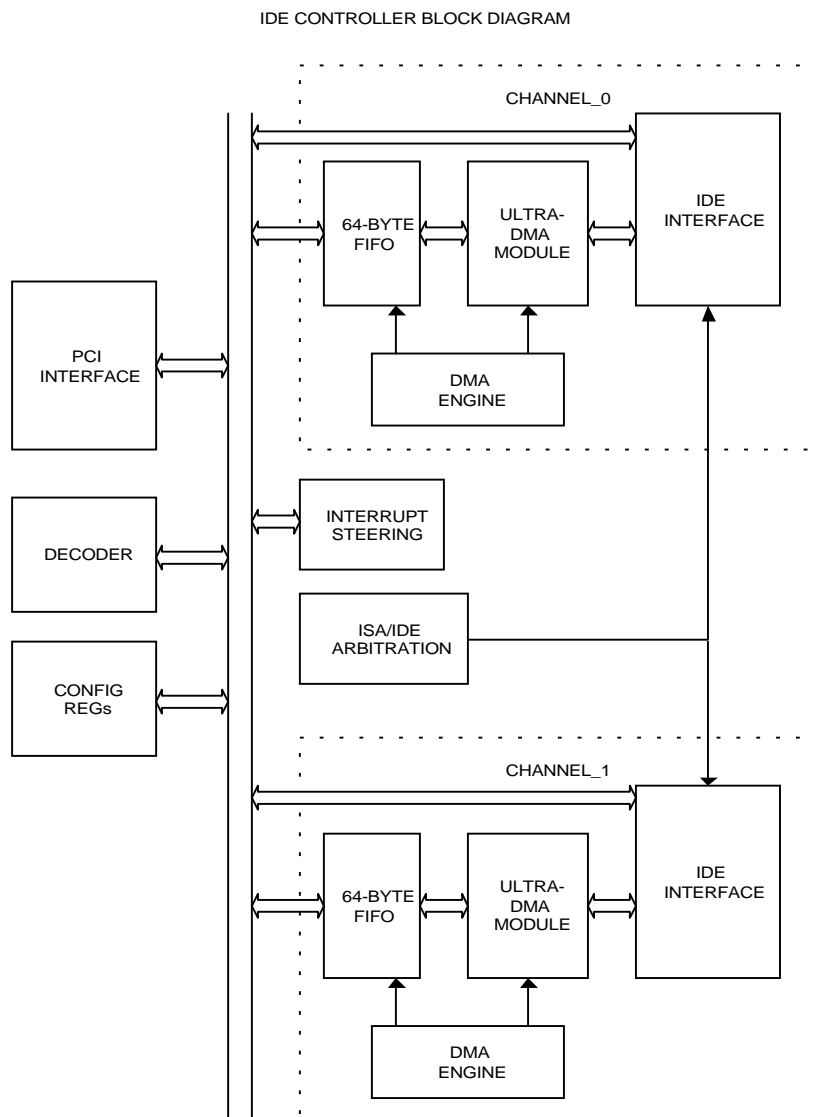 IDE CONTROLLER BLOCK DIAGRAM
CHANNEL_0
IDE
INTERFACE
64-BYTE
FIFO
ULTRA-
DMA
MODULE
PCI
INTERFACE
DMA
ENGINE
INTERRUPT
STEERING
DECODER
ISA/IDE
ARBITRATION
CONFIG
REGs
CHANNEL_1
IDE
INTERFACE
64-BYTE
FIFO
ULTRA-
DMA
MODULE
DMA
ENGINE